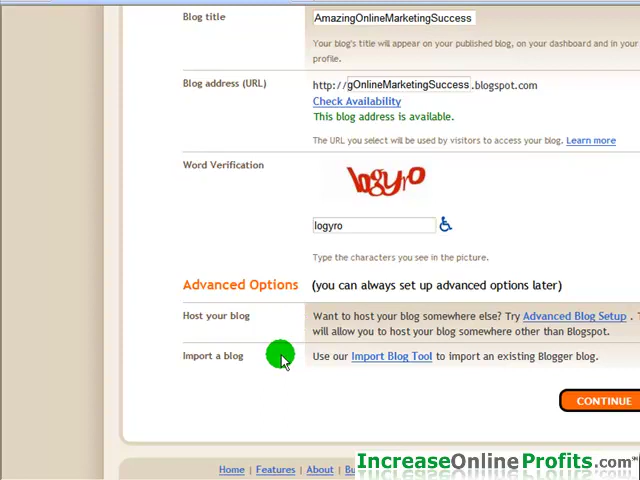 Blog title
AmazingOnlineMarketingSuccess
Your blog's title will appear on your published blog, on your dashboard and in your
profile.
Blog address (URL)
http://gOnlineMarketingSuccess.blogspot.com
Check Availability
This blog address is available.
The URL you select will be used by visitors to access your blog. Learn more
Word Verification
logyro
logyro
Type the characters you see in the picture.
Advanced Options (you can always set up advanced options later)
Host your blog
Want to host your blog somewhere else? Try Advanced Blog Setup .
will allow you to host your blog somewhere other than Blogspot.
Import a blog
Use our Import Blog Tool to import an existing Blogger blog.
CONTINUE
Home | Features | About |
IncreaseOnlineProfits.com